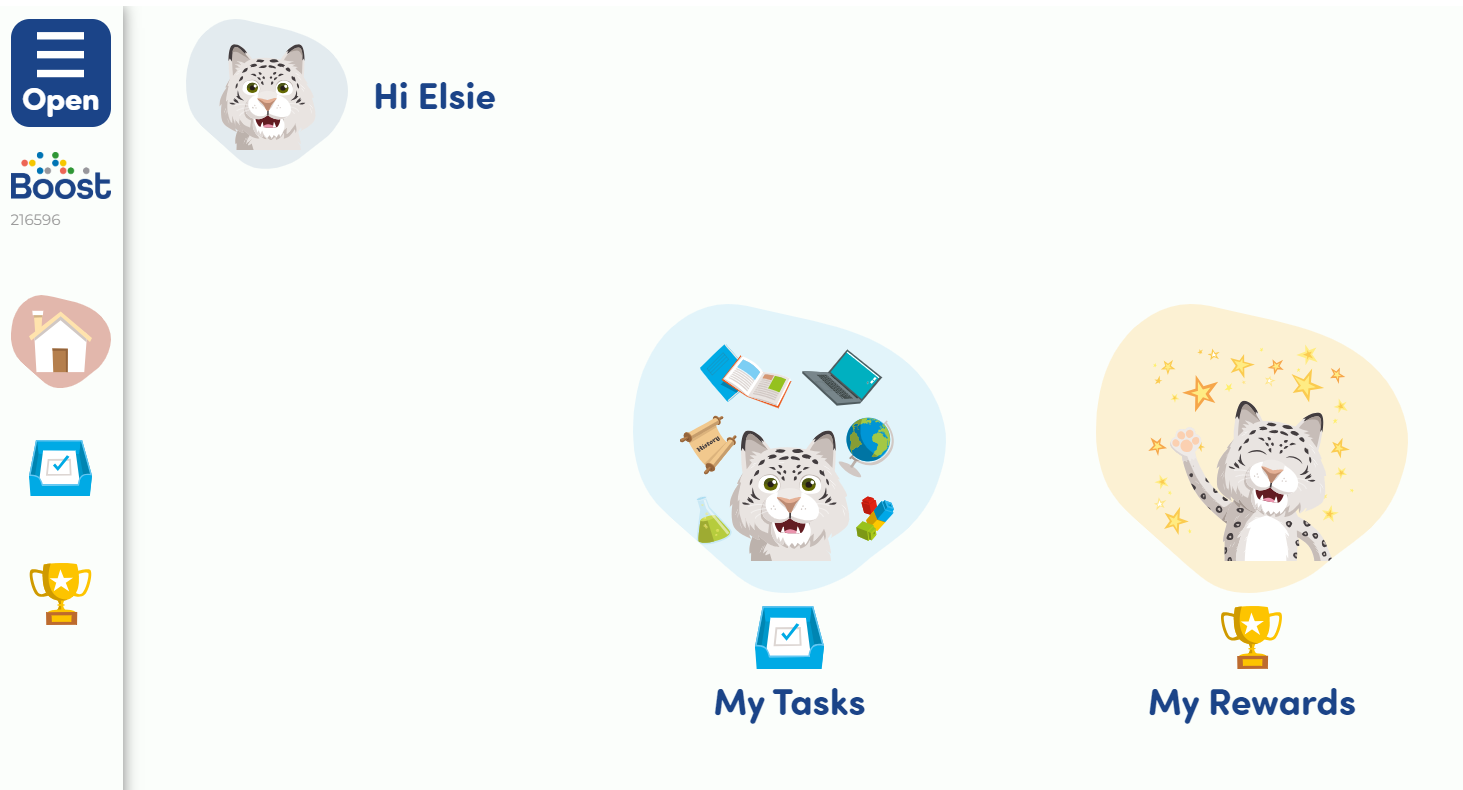 Open
Boost
216596
Hi Elsie
History
My Tasks
My Rewards